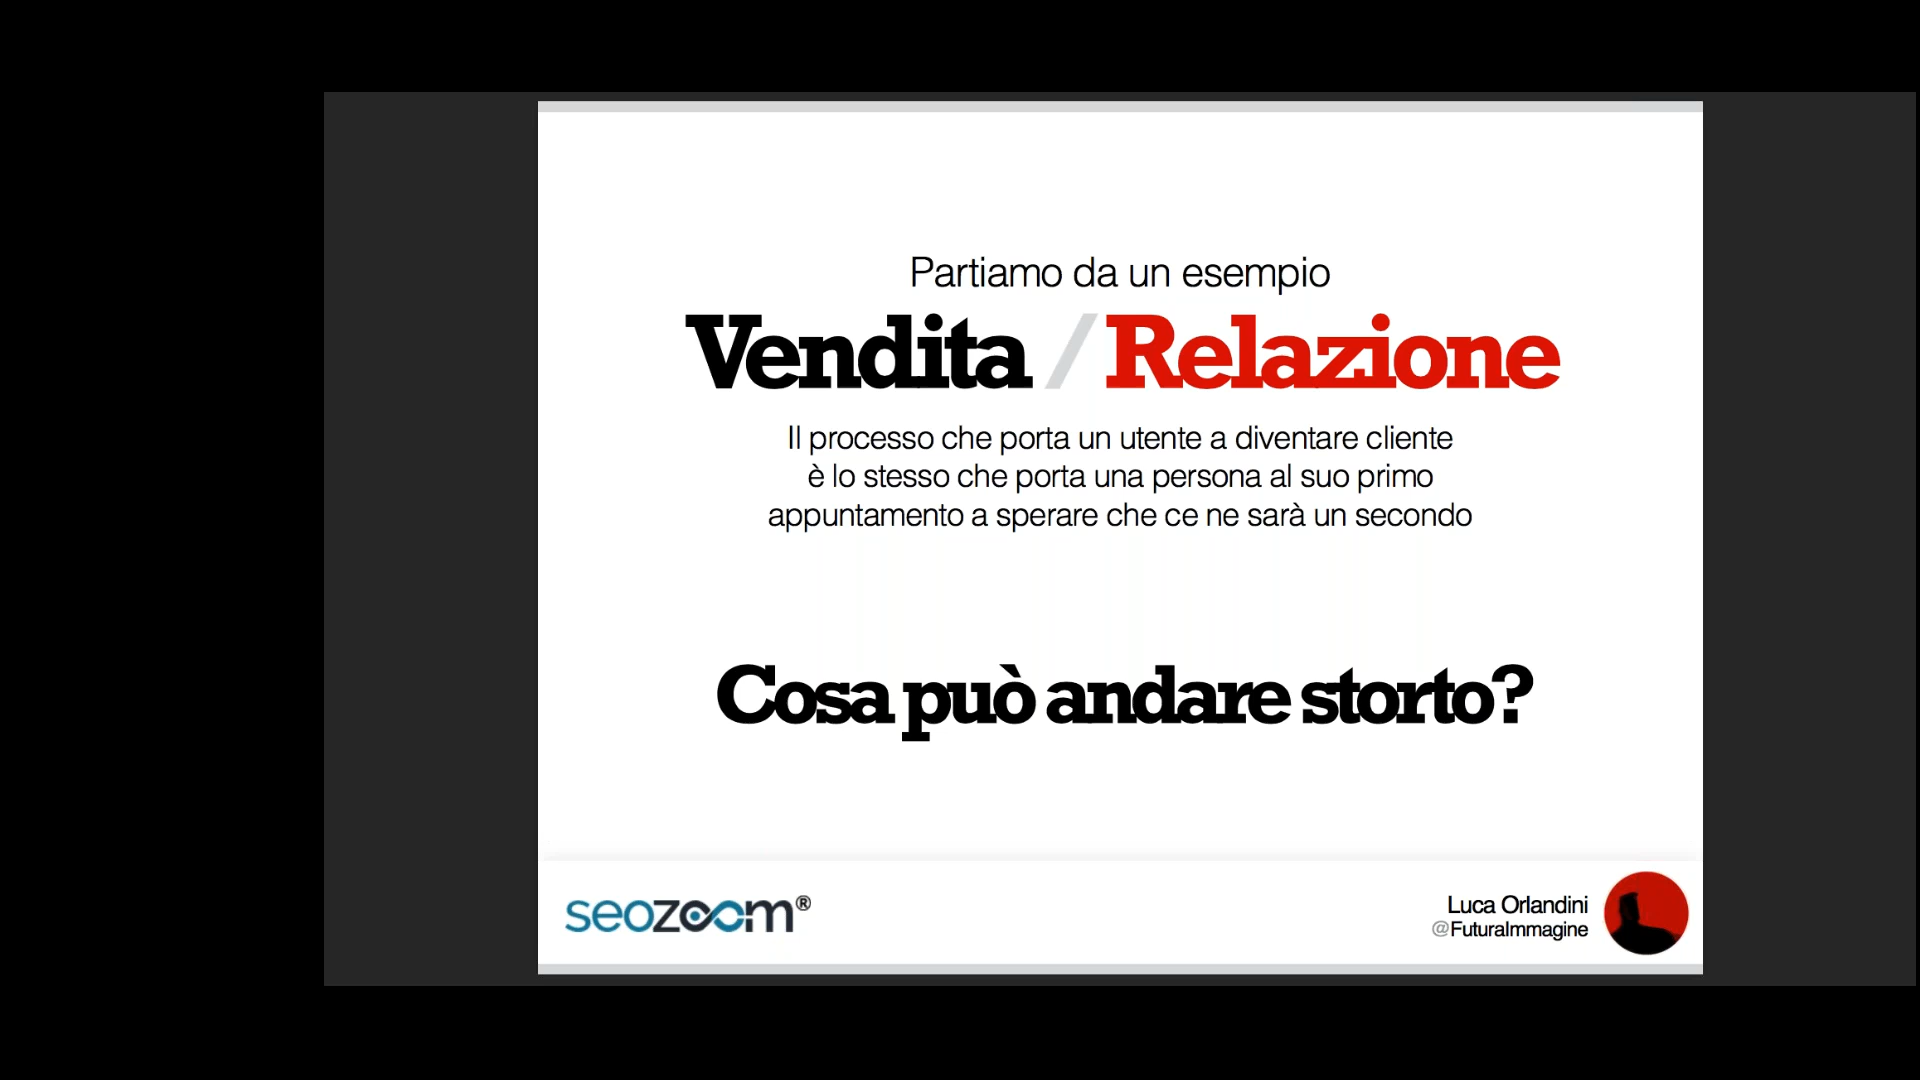 Partiamo da un esempio
Vendita / Relazione
Il processo che porta un utente a diventare cliente
è lo stesso che porta una persona al suo primo
appuntamento a sperare che ce ne sarà un secondo
Cosa può andare storto?
seozoom®
Luca Orlandini
@FuturaImmagine